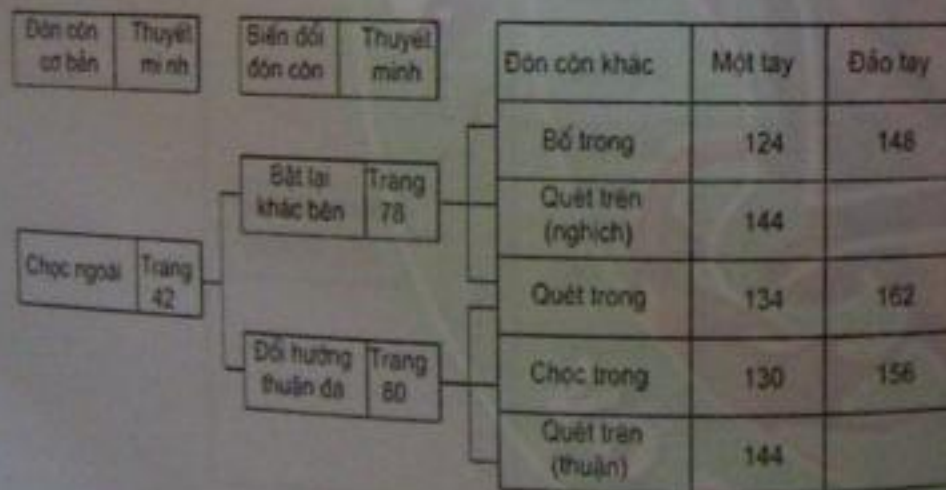 Đòn côn
cơ bản
Thuyết
minh
Biến đổi
đòn côn
Thuyết
minh
Đòn côn khác
Một tay
Đảo tay
Chọc ngoài
Trang
42
Bật lại
khác bên
Trang
78
Đổi hướng
thuận đà
Trang
80
Bổ trong
124
148
Quét trên
(nghịch)
144
Quét trong
134
162
Chọc trong
130
156
Quét trên
(thuận)
144